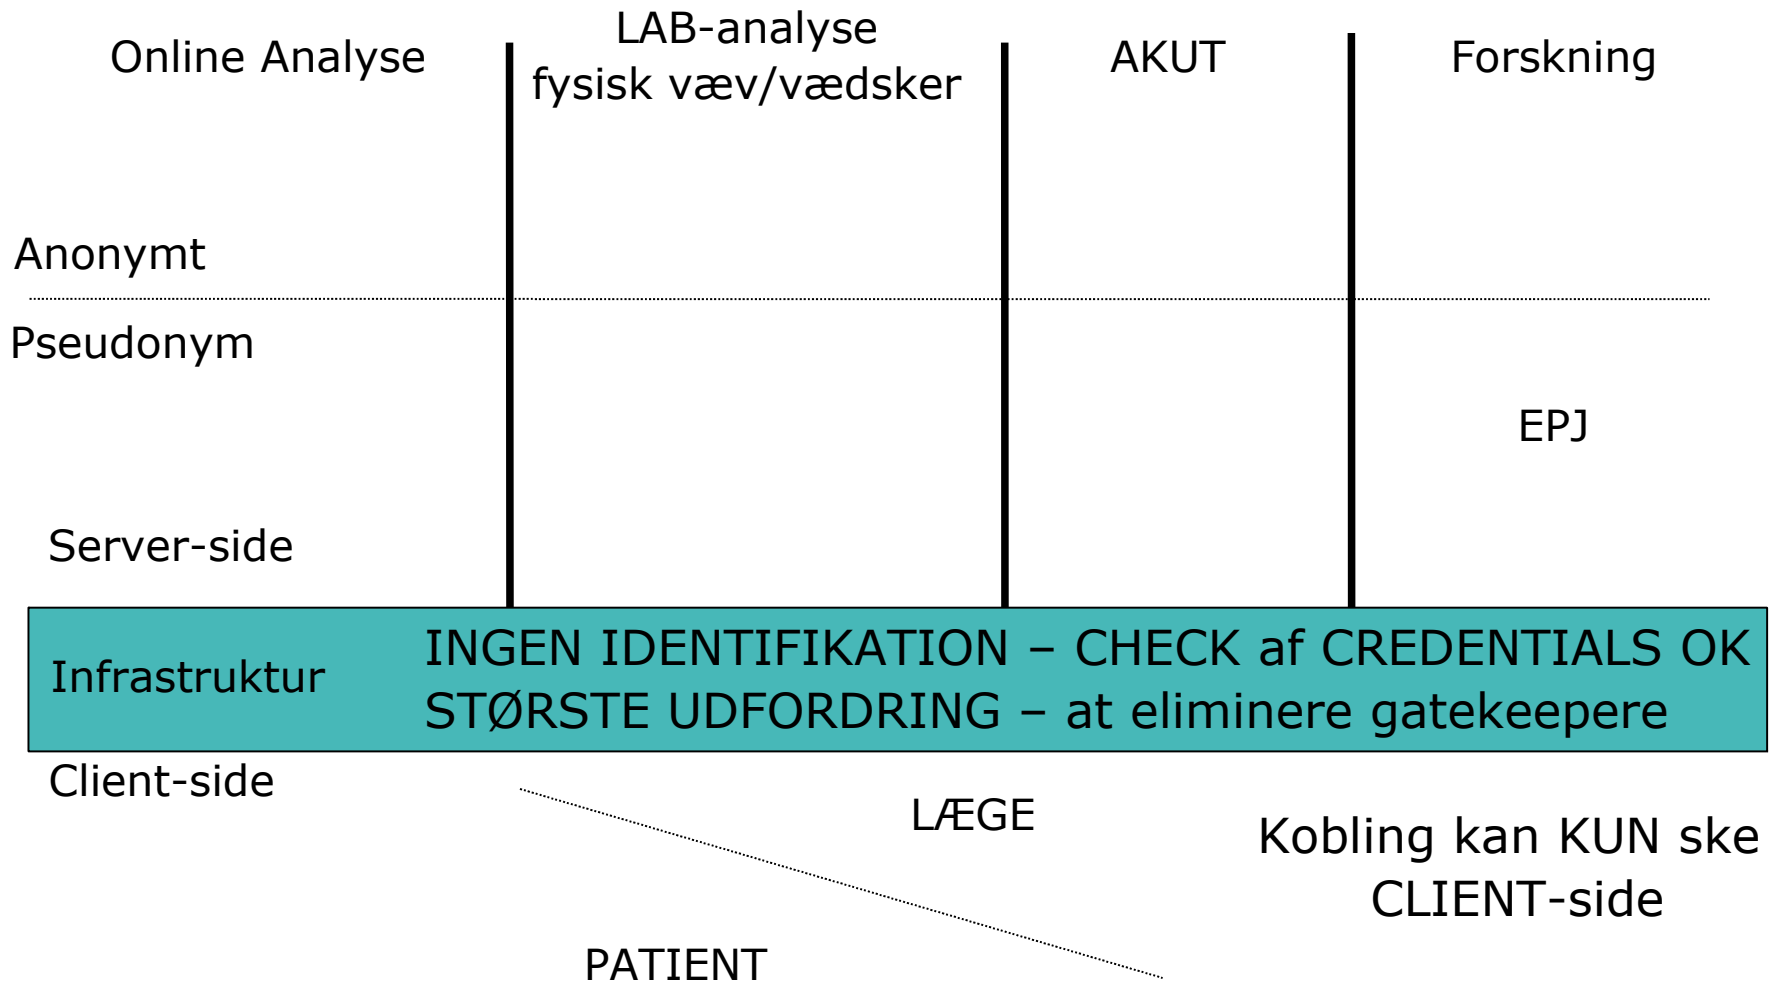 Online Analyse
LAB-analyse
fysisk væv/vædsker
AKUT
Forskning
Anonymt
Pseudonym
EPJ
Server-side
Infrastruktur
INGEN IDENTIFIKATION – CHECK af CREDENTIALS OK
STØRSTE UDFORDRING – at eliminere gatekeepere
Client-side
LÆGE
Kobling kan KUN ske
CLIENT-side
PATIENT